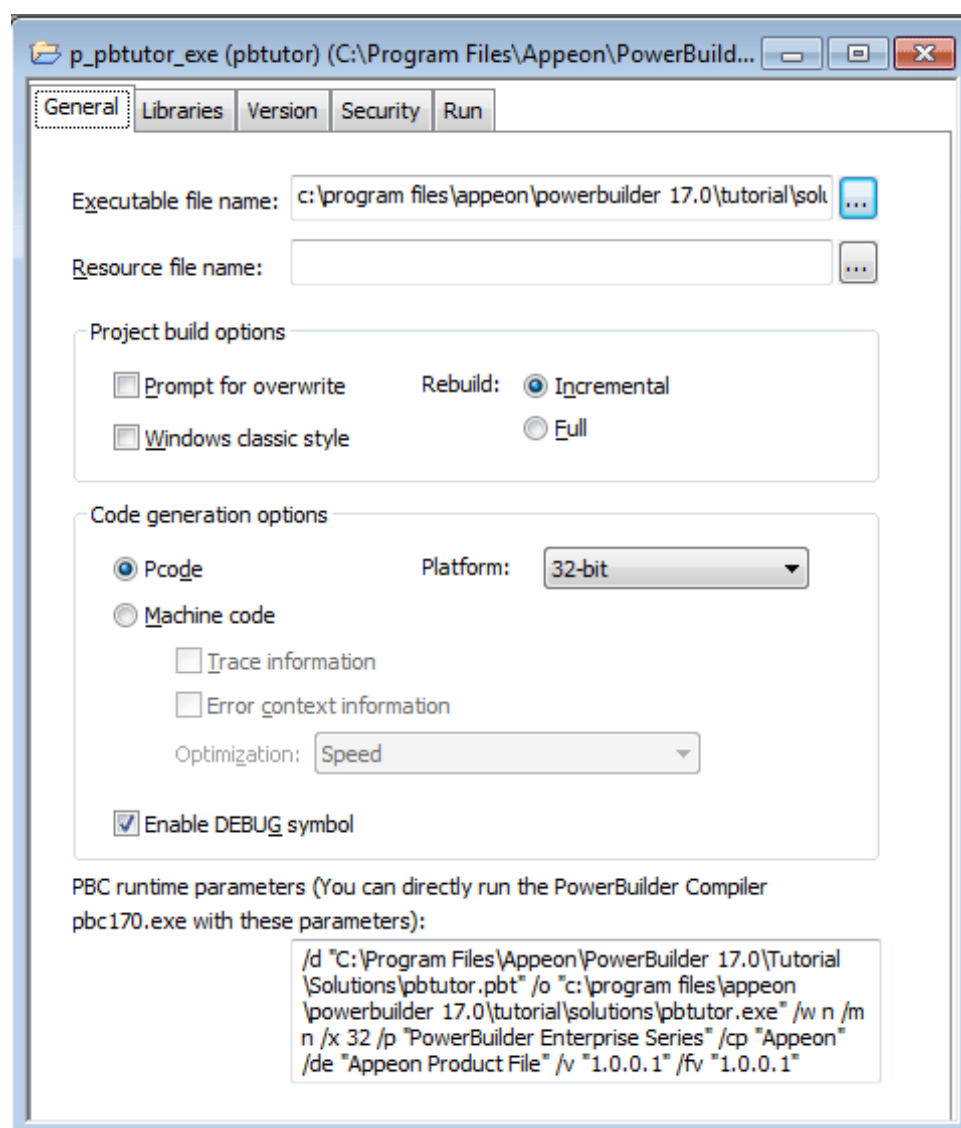 p_pbtutor_exe (pbtutor) (C:\Program Files\Appeon\PowerBuild...
General Libraries Version Security Run
Executable file name: c:\program files\appeon\powerbuilder 17.0\tutorial\solu ...
Resource file name: ...
Project build options
Prompt for overwrite Rebuild: Incremental
Windows classic style Full
Code generation options
Pcode Platform: 32-bit
Machine code
Trace information
Error context information
Optimization: Speed
Enable DEBUG symbol
PBC runtime parameters (You can directly run the PowerBuilder Compiler
pbc170.exe with these parameters):
/d "C:\Program Files\Appeon\PowerBuilder 17.0\Tutorial
\Solutions\pbtutor.pbt" /o "c:\program files\appeon
\powerbuilder 17.0\tutorial\solutions\pbtutor.exe" /w n /m
n /x 32 /p "PowerBuilder Enterprise Series" /cp "Appeon"
/de "Appeon Product File" /v "1.0.0.1" /fv "1.0.0.1"